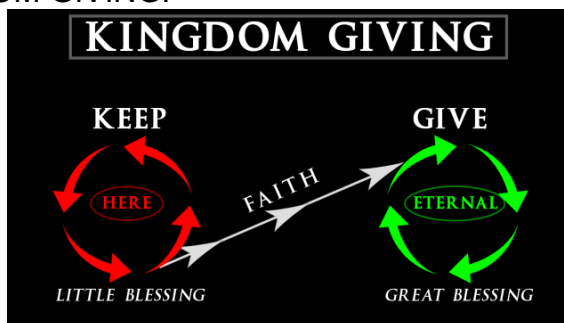 KINGDOM GIVING
KEEP
GIVE
HERE
FAITH
ETERNAL
LITTLE BLESSING
GREAT BLESSING